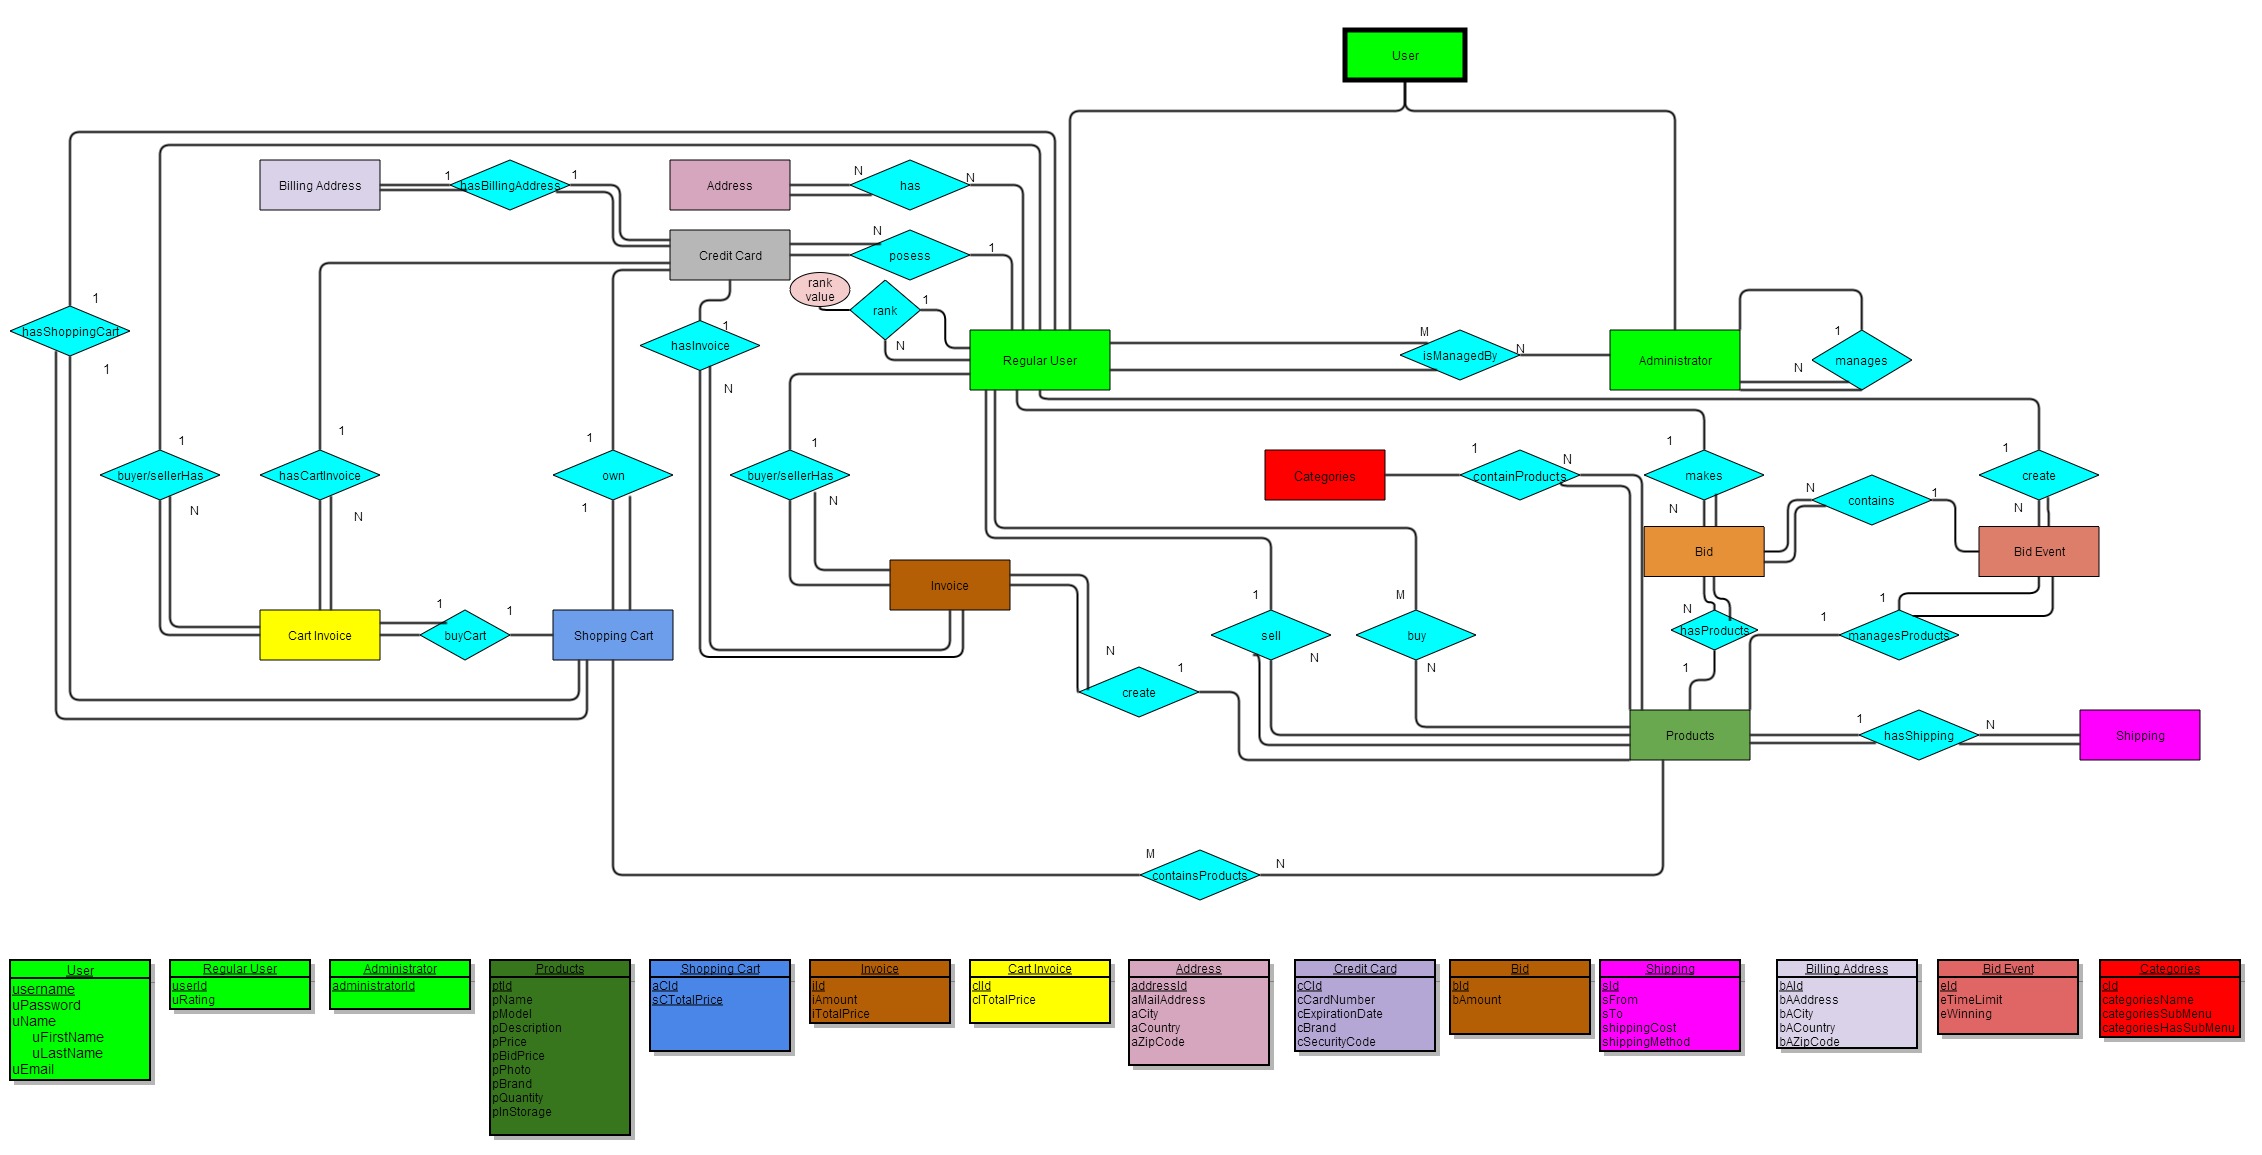 User
Billing Address
1
hasBillingAddress
1
Address
N
has
N
Credit Card
N
posess
1
rank
value
rank
1
N
1
hasShoppingCart
1
1
hasInvoice
N
Regular User
M
isManagedBy
N
Administrator
1
manages
N
1
buyer/sellerHas
N
1
hasCartInvoice
N
1
own
1
1
buyer/sellerHas
N
Categories
1
containProducts
N
1
makes
N
N
contains
1
1
create
N
Bid
Bid Event
Invoice
Cart Invoice
1
buyCart
1
Shopping Cart
1
sell
N
M
buy
N
N
hasProducts
1
1
managesProducts
1
N
create
1
Products
1
hasShipping
N
Shipping
M
containsProducts
N
User
username
uPassword
uName
uFirstName
uLastName
uEmail
Regular User
userId
uRating
Administrator
administratorId
Products
ptId
pName
pModel
pDescription
pPrice
pBidPrice
pPhoto
pBrand
pQuantity
pInStorage
Shopping Cart
aCId
sCTotalPrice
Invoice
iId
iAmount
iTotalPrice
Cart Invoice
cIId
cITotalPrice
Address
addressId
aMailAddress
aCity
aCountry
aZipCode
Credit Card
cCId
cCardNumber
cExpirationDate
cBrand
cSecurityCode
Bid
bId
bAmount
Shipping
sId
sFrom
sTo
shippingCost
shippingMethod
Billing Address
bAId
bAAddress
bACity
bACountry
bAZipCode
Bid Event
eId
eTimeLimit
eWinning
Categories
cId
categoriesName
categoriesSubMenu
categoriesHasSubMenu